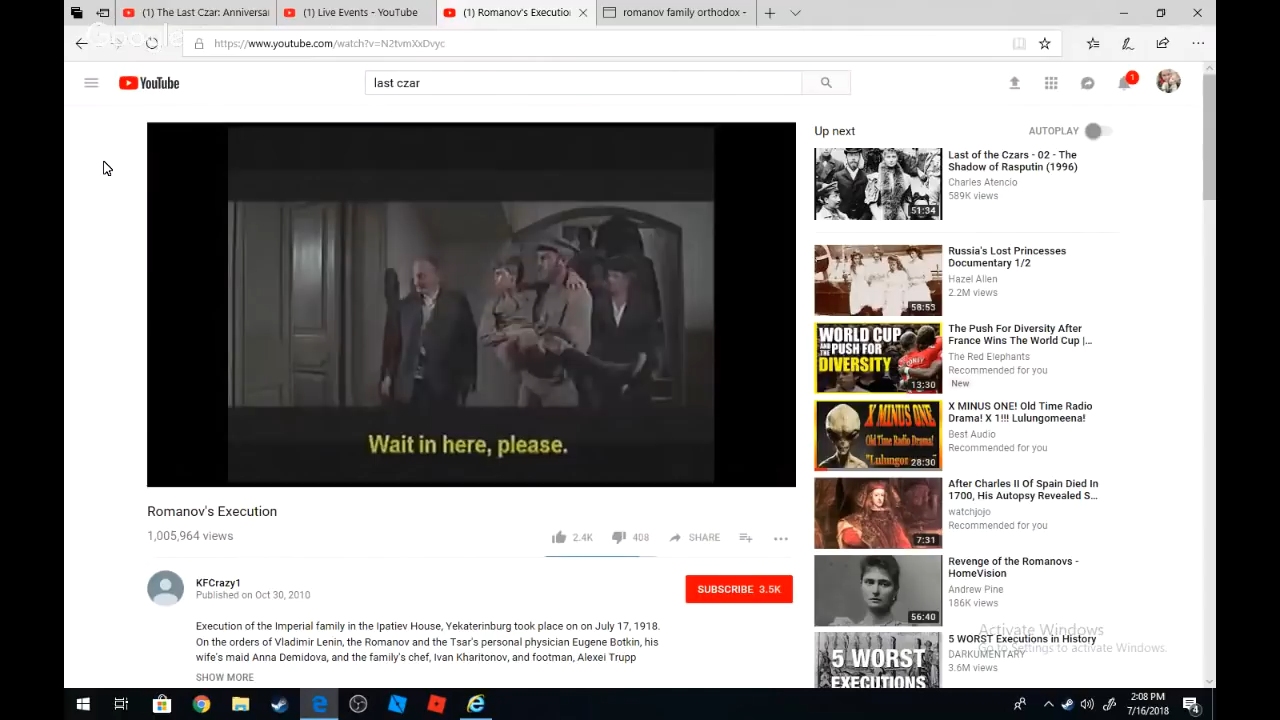 (1) The Last Czar: Anniversa
(1) Live Events - YouTube
(1) Romanov's Executio
romanov family orthodox -
Google
https://www.youtube.com/watch?v=N2tvmXxDvyc
YouTube
last czar
1
Up next
AUTOPLAY
Last of the Czars - 02 - The
Shadow of Rasputin (1996)
Charles Atencio
589K views
51:34
Russia's Lost Princesses
Documentary 1/2
Hazel Allen
2.2M views
58:53
WORLD CUP
AND THE PUSH FOR
DIVERSITY
13:30
The Push For Diversity After
France Wins The World Cup |...
The Red Elephants
Recommended for you
New
X MINUS ONE
Old Time Radio
Drama!
"Lulungor
28:30
X MINUS ONE! Old Time Radio
Drama! X 1!!! Lulungomeena!
Best Audio
Recommended for you
After Charles II Of Spain Died In
1700, His Autopsy Revealed S...
watchjojo
Recommended for you
7:31
Revenge of the Romanovs -
HomeVision
Andrew Pine
186K views
56:40
5 WORST
EXECUTIONS
5 WORST Executions in History
DARKUMENTARY
3.6M views
Wait in here, please.
Romanov's Execution
1,005,964 views
2.4K
408
SHARE
KFCrazy1
Published on Oct 30, 2010
SUBSCRIBE 3.5K
Execution of the Imperial family in the Ipatiev House, Yekaterinburg took place on on July 17, 1918.
On the orders of Vladimir Lenin, the Romanov and the Tsar's personal physician Eugene Botkin, his
wife's maid Anna Demidova, and the family's chef, Ivan Kharitonov, and footman, Alexei Trupp
SHOW MORE
Activate Windows
Go to Settings to activate Windows.
2:08 PM
7/16/2018
4